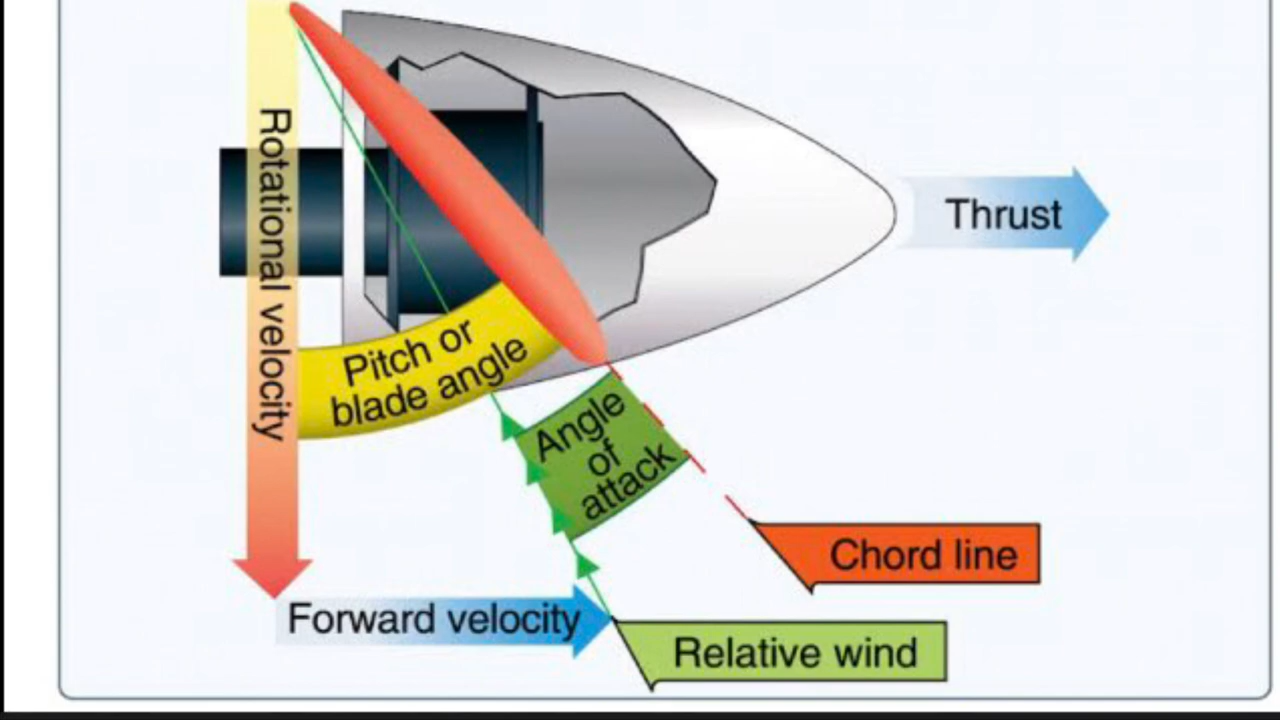 Rotational velocity
Thrust
Pitch or
blade angle
Angle
of
attack
Chord line
Forward velocity
Relative wind